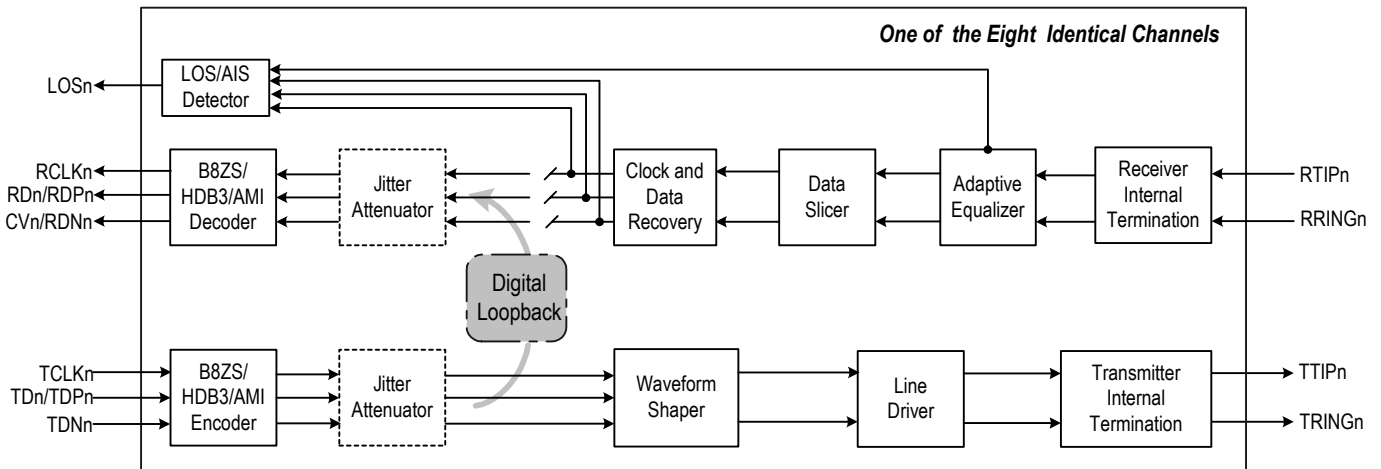 One of the Eight Identical Channels
LOSn
LOS/AIS
Detector
RCLKn
RDn/RDPn
CVn/RDNn
B8ZS/
HDB3/AMI
Decoder
Jitter
Attenuator
Clock and
Data
Recovery
Data
Slicer
Adaptive
Equalizer
Receiver
Internal
Termination
RTIPn
RRINGn
Digital
Loopback
TCLKn
TDn/TDPn
TDNn
B8ZS/
HDB3/AMI
Encoder
Jitter
Attenuator
Waveform
Shaper
Line
Driver
Transmitter
Internal
Termination
TTIPn
TRINGn